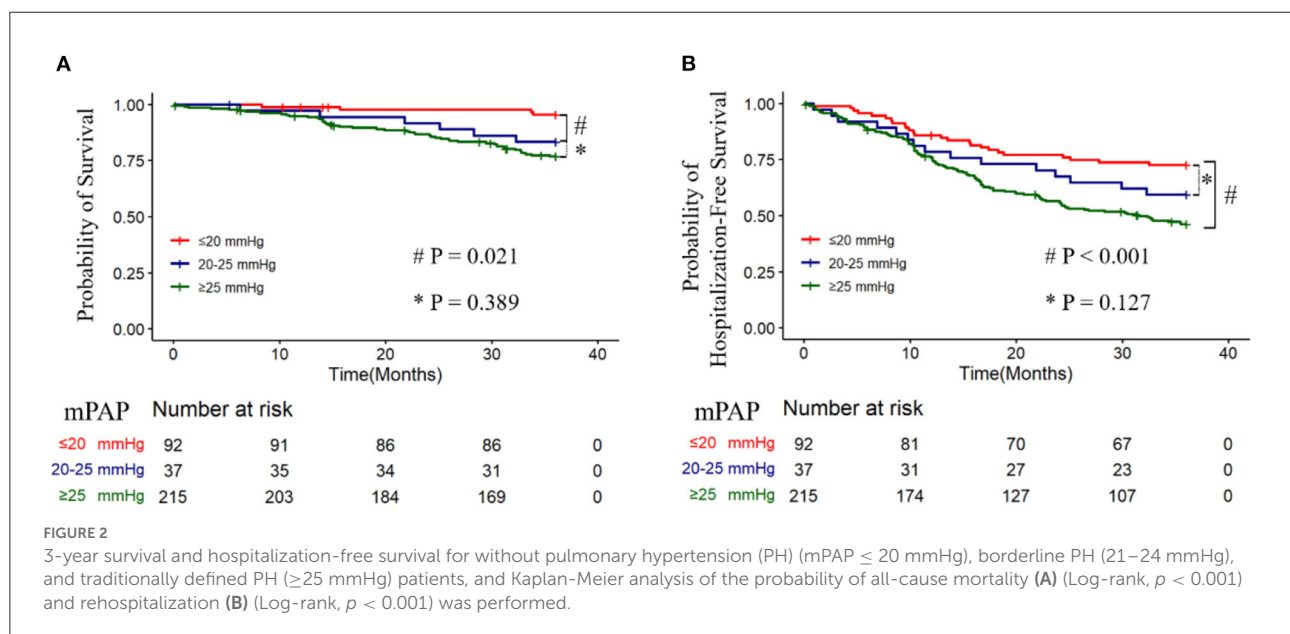 A
Probability of Survival
1.00
0.75
0.50
0.25
0.00
≤20 mmHg
20-25 mmHg
≥25 mmHg
#
*
# P = 0.021
* P = 0.389
0 10 20 30 40
Time(Months)
mPAP Number at risk
≤20 mmHg 92 91 86 86 0
20-25 mmHg 37 35 34 31 0
≥25 mmHg 215 203 184 169 0
B
Probability of
Hospitalization-Free Survival
1.00
0.75
0.50
0.25
0.00
≤20 mmHg
20-25 mmHg
≥25 mmHg
*
#
# P < 0.001
* P = 0.127
0 10 20 30 40
Time(Months)
mPAP Number at risk
≤20 mmHg 92 81 70 67 0
20-25 mmHg 37 31 27 23 0
≥25 mmHg 215 174 127 107 0
FIGURE 2
3-year survival and hospitalization-free survival for without pulmonary hypertension (PH) (mPAP ≤ 20 mmHg), borderline PH (21–24 mmHg),
and traditionally defined PH (≥25 mmHg) patients, and Kaplan-Meier analysis of the probability of all-cause mortality (A) (Log-rank, p < 0.001)
and rehospitalization (B) (Log-rank, p < 0.001) was performed.